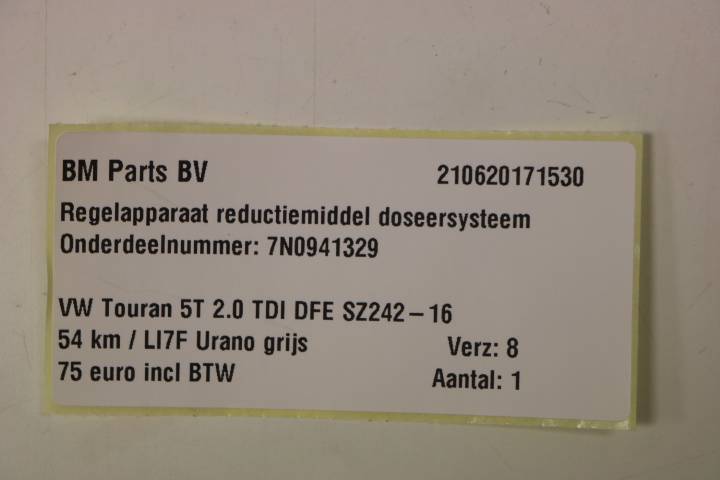 BM Parts BV 210620171530
Regelapparaat reductiemiddel doseersysteem
Onderdeelnummer: 7N0941329
VW Touran 5T 2.0 TDI DFE SZ242-16
54 km / LI7F Urano grijs Verz: 8
75 euro incl BTW Aantal: 1